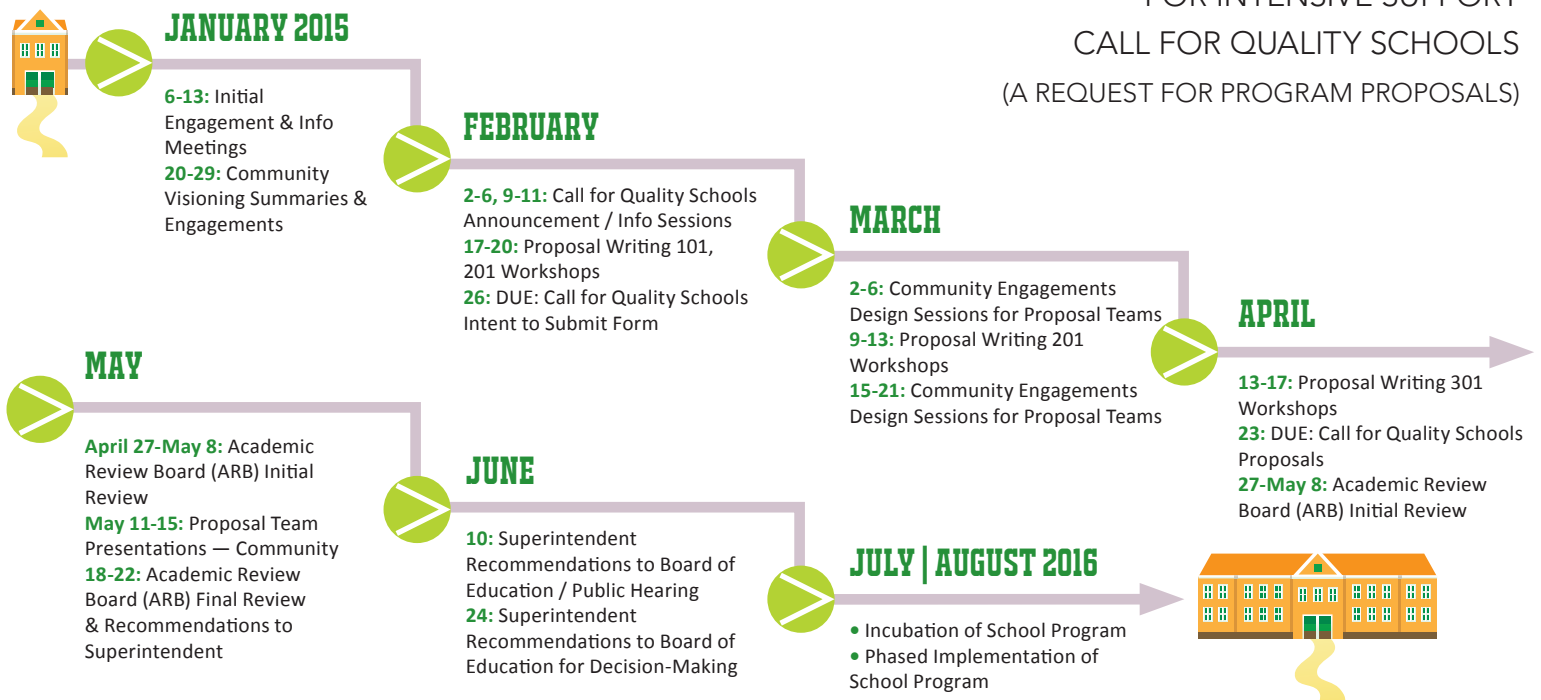 FOR INTENSIVE SUPPORT
CALL FOR QUALITY SCHOOLS
(A REQUEST FOR PROGRAM PROPOSALS)
JANUARY 2015
6-13: Initial
Engagement & Info
Meetings
20-29: Community
Visioning Summaries &
Engagements
FEBRUARY
2-6, 9-11: Call for Quality Schools
Announcement / Info Sessions
17-20: Proposal Writing 101,
201 Workshops
26: DUE: Call for Quality Schools
Intent to Submit Form
MARCH
2-6: Community Engagements
Design Sessions for Proposal Teams
9-13: Proposal Writing 201
Workshops
15-21: Community Engagements
Design Sessions for Proposal Teams
APRIL
13-17: Proposal Writing 301
Workshops
23: DUE: Call for Quality Schools
Proposals
27-May 8: Academic Review
Board (ARB) Initial Review
MAY
April 27-May 8: Academic
Review Board (ARB) Initial
Review
May 11-15: Proposal Team
Presentations — Community
18-22: Academic Review
Board (ARB) Final Review
& Recommendations to
Superintendent
JUNE
10: Superintendent
Recommendations to Board of
Education / Public Hearing
24: Superintendent
Recommendations to Board of
Education for Decision-Making
JULY | AUGUST 2016
• Incubation of School Program
• Phased Implementation of
School Program